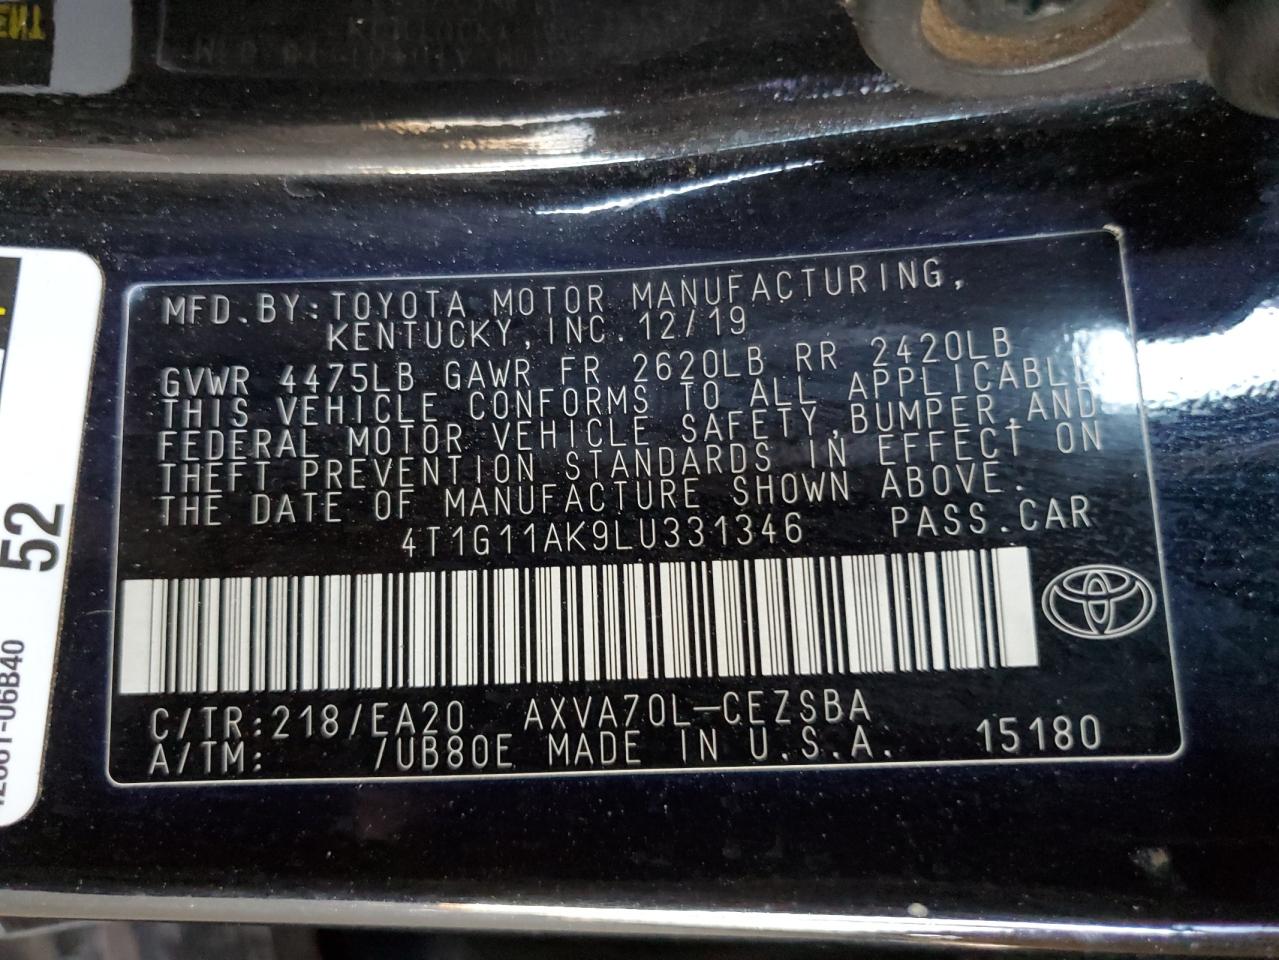 MFD.BY:TOYOTA MOTOR MANUFACTURING,
KENTUCKY,INC.12/19
GVWR 4475LB GAWR FR 2620LB RR 2420LB
THIS VEHICLE CONFORMS TO ALL APPLICABLE
FEDERAL MOTOR VEHICLE SAFETY,BUMPER,AND
THEFT PREVENTION STANDARDS IN EFFECT ON
THE DATE OF MANUFACTURE SHOWN ABOVE.
4T1G11AK9LU331346 PASS.CAR
C/TR:218/EA20 AXVA70L-CEZSBA
A/TM: /UB80E MADE IN U.S.A. 15180
52